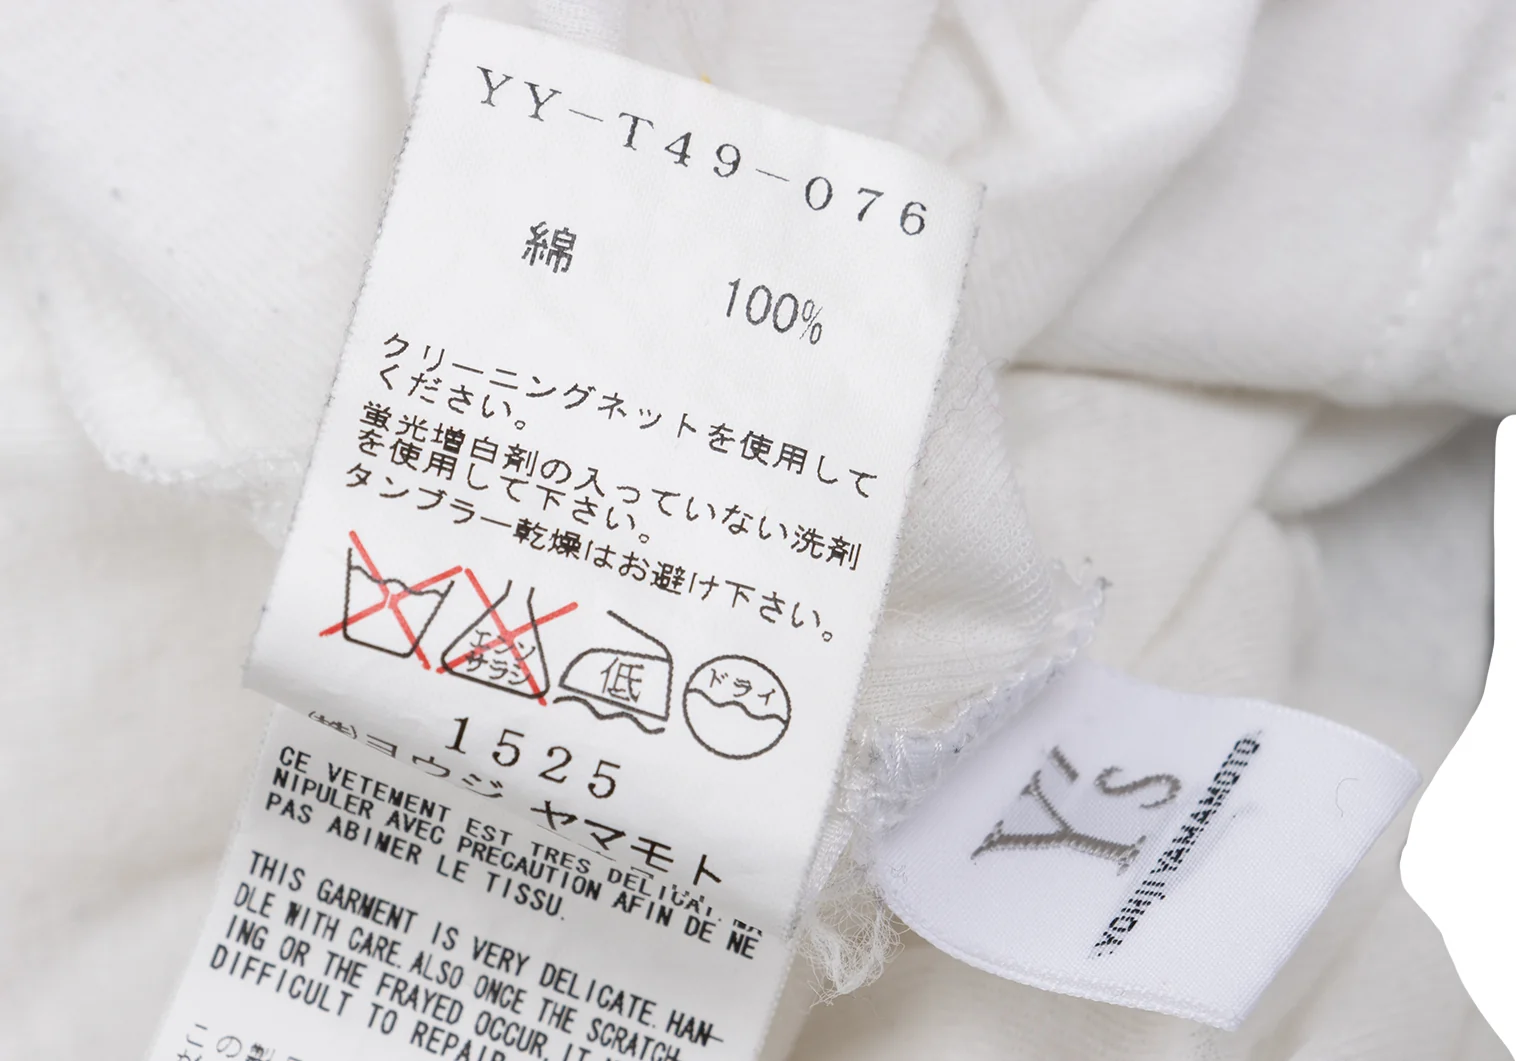 YY-T49-076
綿 100%
クリーニングネットを使用して
ください。
蛍光増白剤の入っていない洗剤
を使用して下さい。
タンブラー乾燥はお避け下さい。
エンソ
サラシ
低
ドライ
1525
(株)ヨウジヤマモト
CE VETEMENT EST TRES DELICAT.
NIPULER AVEC PRECAUTION AFIN DE NE
PAS ABIMER LE TISSU.
THIS GARMENT IS VERY DELICATE. HAN-
DLE WITH CARE. ALSO ONCE THE SCRATCH-
ING OR THE FRAYED OCCUR, IT
DIFFICULT TO REPAIR
この製
Y's
YOHJI YAMAMOTO